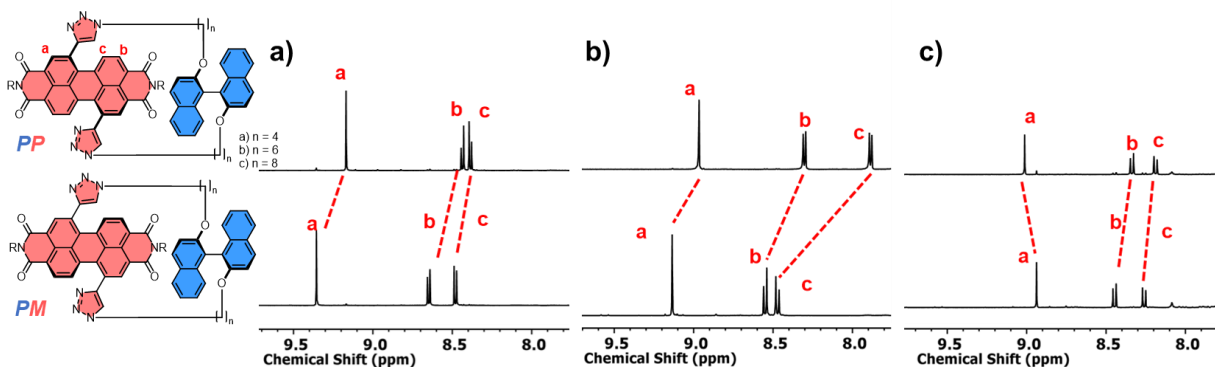 a)
b)
c)
N
N
N
[ ]n
a
c
b
O
O
RN
NR
O
O
O
O
PP
N
N
N
[ ]n
a) n = 4
b) n = 6
c) n = 8
N
N
N
[ ]n
O
O
RN
NR
O
O
O
O
PM
N
N
N
[ ]n
a
b
c
a
b
c
9.5
9.0
8.5
8.0
Chemical Shift (ppm)
a
b
c
a
b
c
9.5
9.0
8.5
8.0
Chemical Shift (ppm)
a
b
c
a
b
c
9.5
9.0
8.5
8.0
Chemical Shift (ppm)